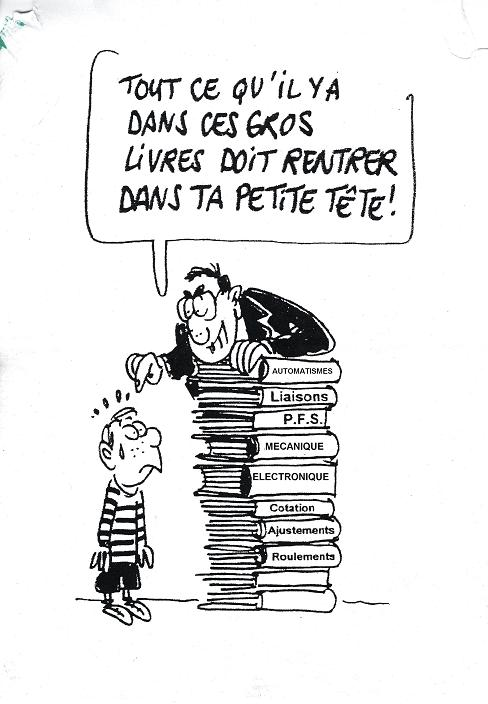 TOUT CE QU'IL Y A
DANS CES GROS
LIVRES DOIT RENTRER
DANS TA PETITE TÊTE!
AUTOMATISMES
Liaisons
P.F.S.
MECANIQUE
ELECTRONIQUE
Cotation
Ajustements
Roulements